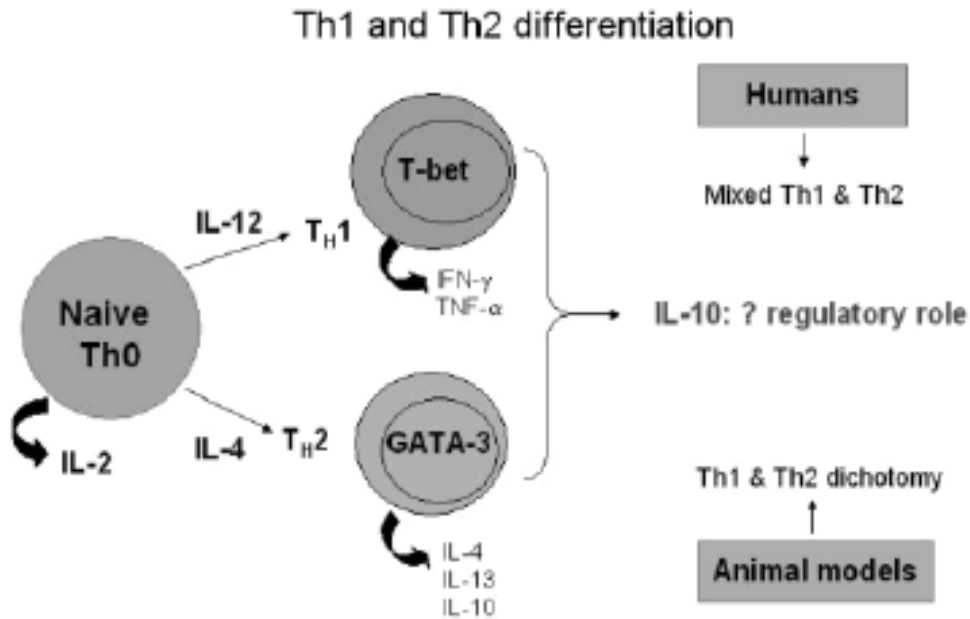 Th1 and Th2 differentiation
Humans
Mixed Th1 & Th2
T-bet
IL-12
TH1
IFN-γ
TNF-α
Naive
Th0
IL-2
IL-4
TH2
GATA-3
IL-4
IL-13
IL-10
IL-10: ? regulatory role
Th1 & Th2 dichotomy
Animal models